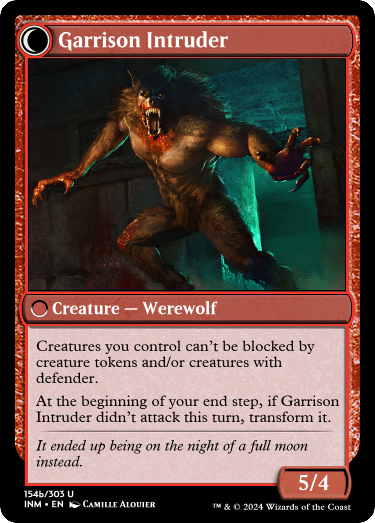 Garrison Intruder
Creature — Werewolf
Creatures you control can't be blocked by
creature tokens and/or creatures with
defender.
At the beginning of your end step, if Garrison
Intruder didn't attack this turn, transform it.
It ended up being on the night of a full moon
instead.
5/4
154b/303 U
INM • EN Camille Alquier ™ & © 2024 Wizards of the Coast